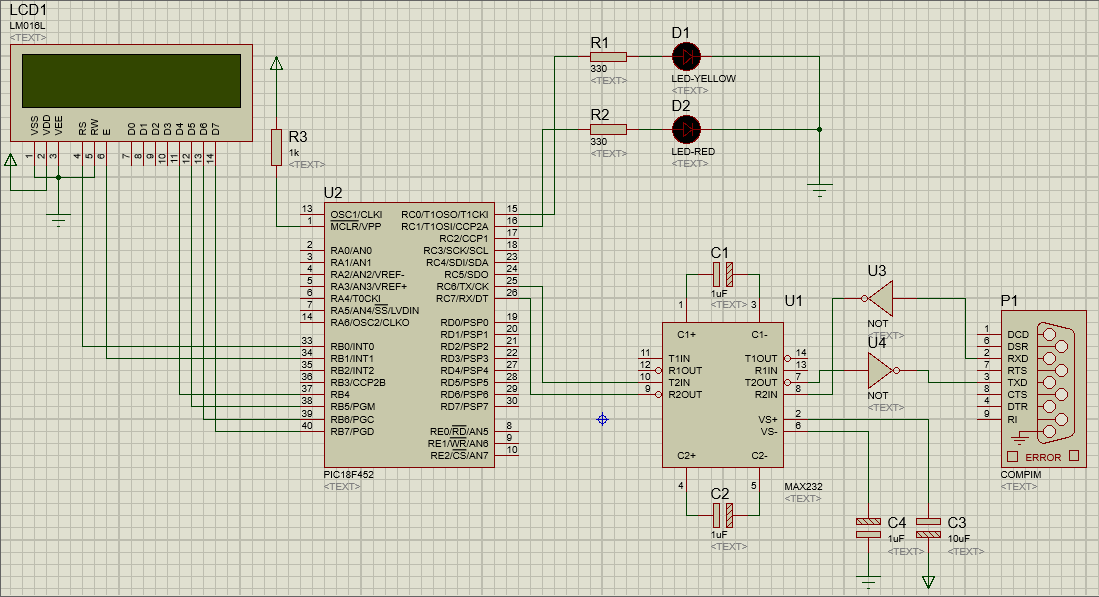 LCD1
LM016L
<TEXT>
VSS
VDD
VEE
RS
RW
E
D0
D1
D2
D3
D4
D5
D6
D7
1
2
3
4
5
6
7
8
9
10
11
12
13
14
R3
1k
<TEXT>
R1
330
<TEXT>
D1
LED-YELLOW
<TEXT>
R2
330
<TEXT>
D2
LED-RED
<TEXT>
U2
13 OSC1/CLKI RC0/T1OSO/T1CKI 15
1 MCLR/VPP RC1/T1OSI/CCP2A 16
RC2/CCP1 17
2 RA0/AN0 RC3/SCK/SCL 18
3 RA1/AN1 RC4/SDI/SDA 23
4 RA2/AN2/VREF- RC5/SDO 24
5 RA3/AN3/VREF+ RC6/TX/CK 25
6 RA4/T0CKI RC7/RX/DT 26
7 RA5/AN4/SS/LVDIN
14 RA6/OSC2/CLKO RD0/PSP0 19
RD1/PSP1 20
33 RB0/INT0 RD2/PSP2 21
34 RB1/INT1 RD3/PSP3 22
35 RB2/INT2 RD4/PSP4 27
36 RB3/CCP2B RD5/PSP5 28
37 RB4 RD6/PSP6 29
38 RB5/PGM RD7/PSP7 30
39 RB6/PGC
40 RB7/PGD RE0/RD/AN5 8
RE1/WR/AN6 9
RE2/CS/AN7 10
PIC18F452
<TEXT>
C1
1uF
<TEXT>
1
3
U1
C1+ C1-
11 T1IN T1OUT 14
12 R1OUT R1IN 13
10 T2IN T2OUT 7
9 R2OUT R2IN 8
VS+ 2
VS- 6
C2+ C2-
4
5
MAX232
<TEXT>
C2
1uF
<TEXT>
U3
NOT
<TEXT>
U4
NOT
<TEXT>
P1
1 DCD
6 DSR
2 RXD
7 RTS
3 TXD
8 CTS
4 DTR
9 RI
ERROR
COMPIM
<TEXT>
C4
1uF
<TEXT>
C3
10uF
<TEXT>